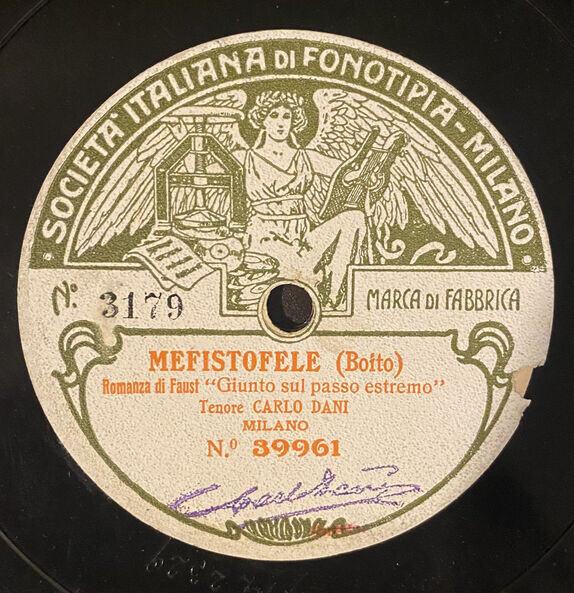 SOCIETA' ITALIANA DI FONOTIPIA - MILANO
Nº 3179
MARCA DI FABBRICA
MEFISTOFELE (Boito)
Romanza di Faust "Giunto sul passo estremo"
Tenore CARLO DANI
MILANO
N.º 39961